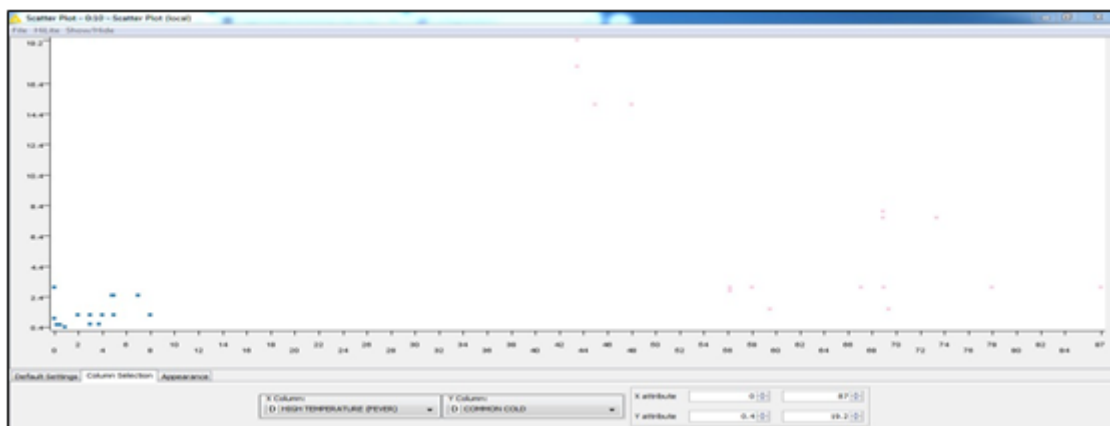 Scatter Plot - 0:10 - Scatter Plot (local)
File HiLite Show/Hide
19.2
16.4
14.4
12.4
10.4
8.4
6.4
4.4
2.4
0.4
0 2 4 6 8 10 12 14 16 18 20 22 24 26 28 30 32 34 36 38 40 42 44 46 48 50 52 54 56 58 60 62 64 66 68 70 72 74 76 78 80 82 84 87
Default Settings Column Selection Appearance
X Column: Y Column:
D HIGH TEMPERATURE (FEVER) D COMMON COLD
X attribute 0 87
Y attribute 0.4 19.2